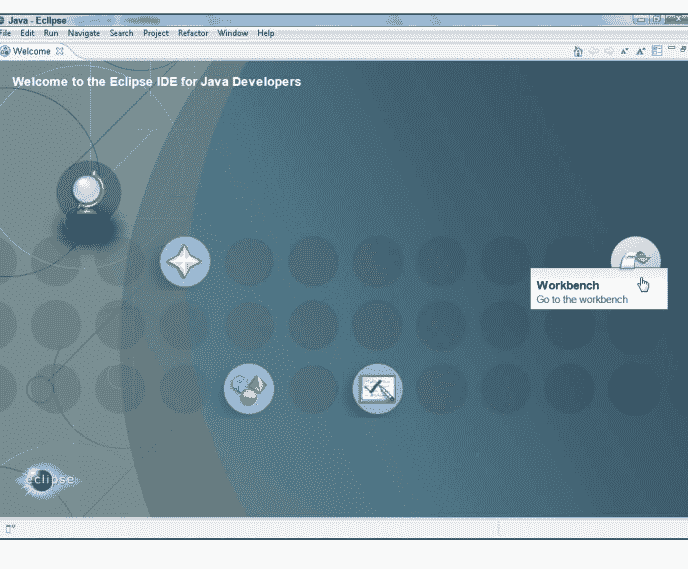 Java - Eclipse
File Edit Run Navigate Search Project Refactor Window Help
Welcome
Welcome to the Eclipse IDE for Java Developers
Workbench
Go to the workbench
eclipse